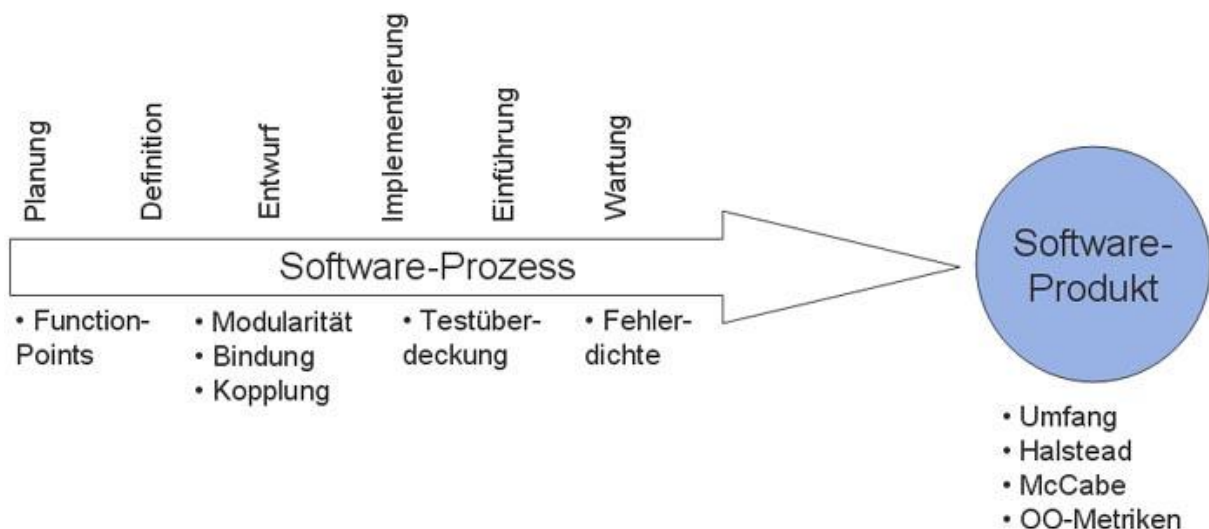 Planung
Definition
Entwurf
Implementierung
Einführung
Wartung
Software-Prozess
Software-
Produkt
• Function-
Points
• Modularität
• Bindung
• Kopplung
• Testüber-
deckung
• Fehler-
dichte
• Umfang
• Halstead
• McCabe
• OO-Metriken